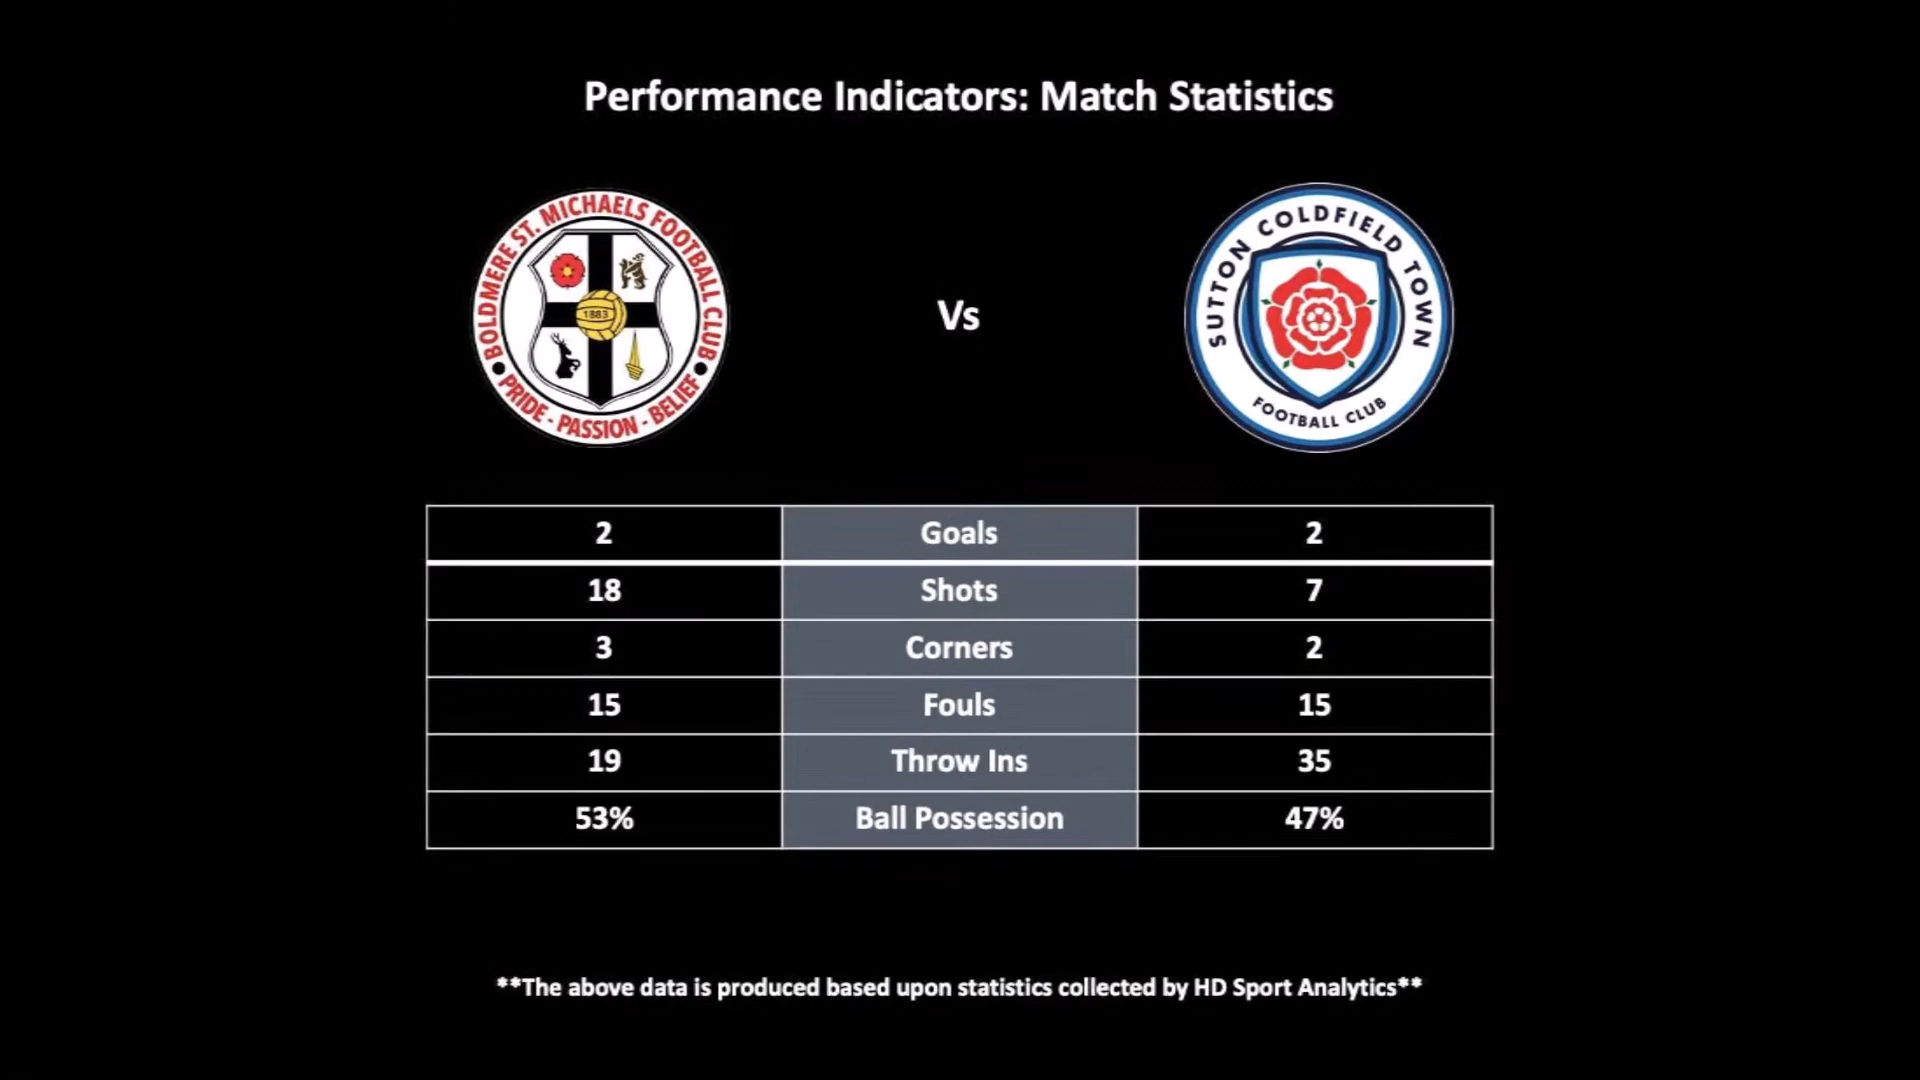 Performance Indicators: Match Statistics
BOLDMERE ST. MICHAELS FOOTBALL CLUB
1883
PRIDE - PASSION - BELIEF
Vs
SUTTON COLDFIELD TOWN
FOOTBALL CLUB
2 Goals 2
18 Shots 7
3 Corners 2
15 Fouls 15
19 Throw Ins 35
53% Ball Possession 47%
**The above data is produced based upon statistics collected by HD Sport Analytics**